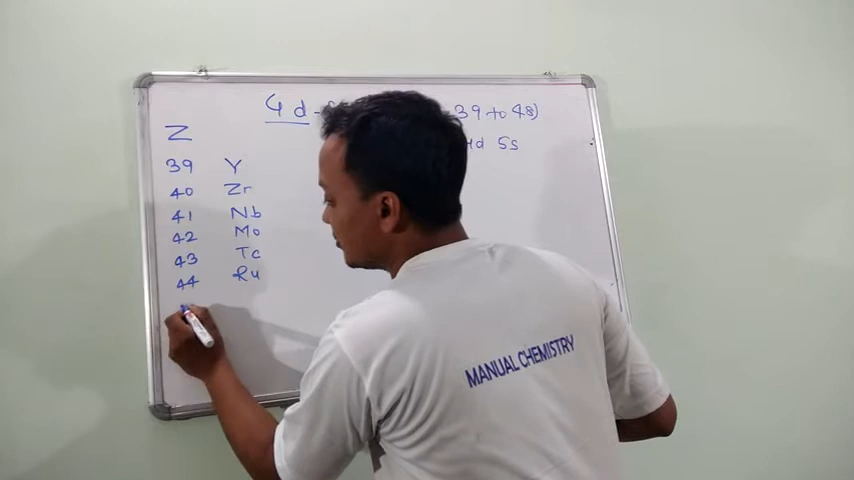 4d - 39 to 48)
4d 5s
Z
39 Y
40 Zr
41 Nb
42 Mo
43 Tc
44 Ru
MANUAL CHEMISTRY